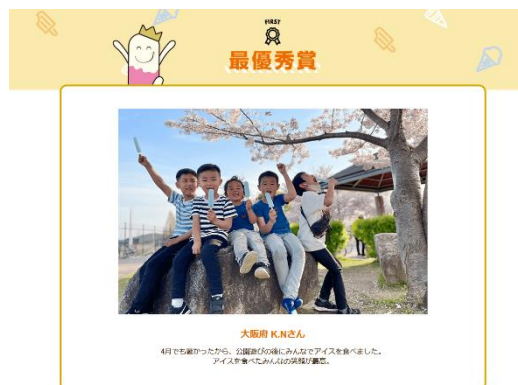 FIRST
最優秀賞
大阪府 K.Nさん
4月でも暑かったから、公園遊びの後にみんなでアイスを食べました。
アイスを食べたみんなの笑顔が最高。